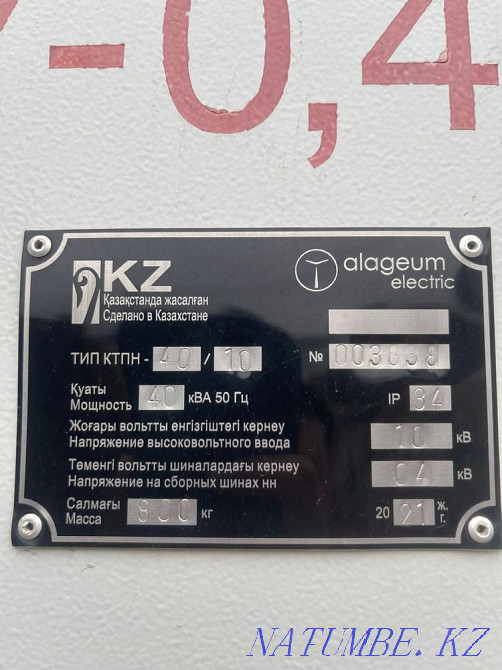 -0,4
KZ
Қазақстанда жасалған
Сделано в Казахстане
alageum
electric
ТИП КТПН - 40 / 10
№
Қуаты
Мощность 40 кВА 50 Гц
IP 34
Жоғары вольтты енгізгіштегі кернеу
Напряжение высоковольтного ввода 10 кВ
Төменгі вольтты шиналардағы кернеу
Напряжение на сборных шинах нн 04 кВ
Салмағы
Масса 800 кг
20 21 ж.
г.
NATUMBE. KZ